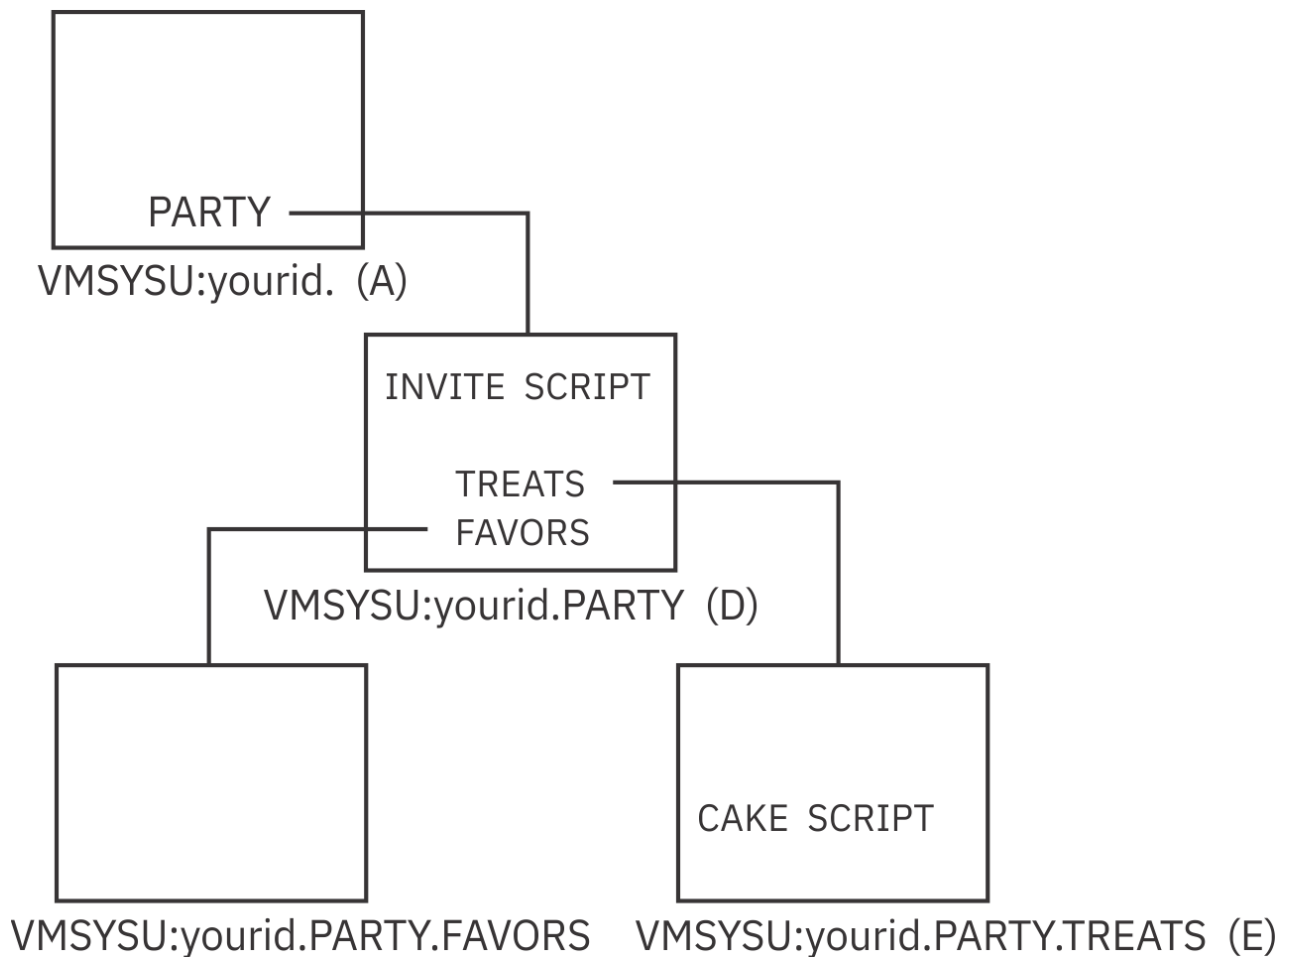 PARTY
VMSYSU:yourid. (A)
INVITE SCRIPT
TREATS
FAVORS
VMSYSU:yourid.PARTY (D)
CAKE SCRIPT
VMSYSU:yourid.PARTY.FAVORS
VMSYSU:yourid.PARTY.TREATS (E)